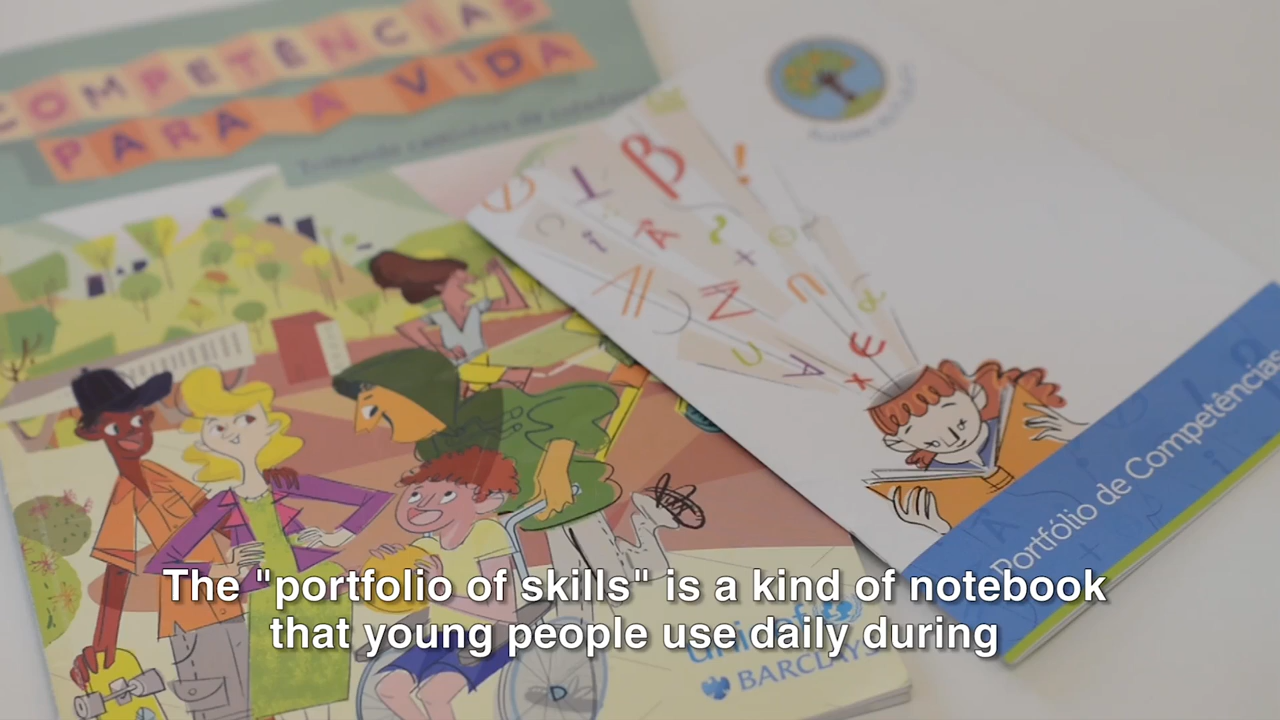 COMPETÊNCIAS
PARA A VIDA
Portfólio de Competências
The "portfolio of skills" is a kind of notebook
that young people use daily during
unicef
BARCLAYS